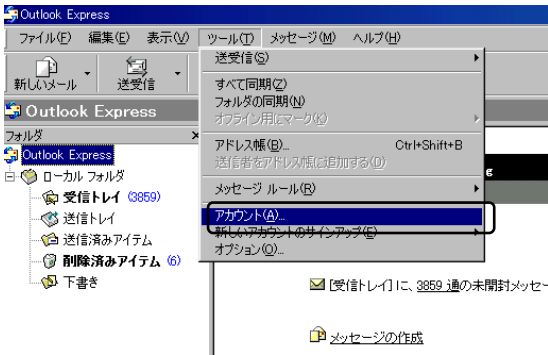 Outlook Express
ファイル(F) 編集(E) 表示(V) ツール(T) メッセージ(M) ヘルプ(H)
新しいメール 送受信
送受信(S)
すべて同期(Z)
フォルダの同期(N)
オフライン用にマーク(K)
アドレス帳(B)... Ctrl+Shift+B
送信者をアドレス帳に追加する(D)
メッセージ ルール(R)
アカウント(A)...
新しいアカウントのサインアップ(E)
オプション(O)...
Outlook Express
フォルダ ×
Outlook Express
ローカル フォルダ
受信トレイ (3859)
送信トレイ
送信済みアイテム
削除済みアイテム (6)
下書き
g
[受信トレイ] に、3859 通の未開封メッセー
メッセージの作成